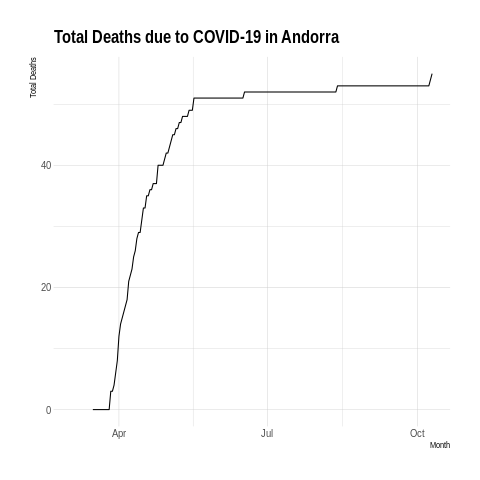 Total Deaths due to COVID-19 in Andorra
Total Deaths
40
20
0
Apr
Jul
Oct
Month